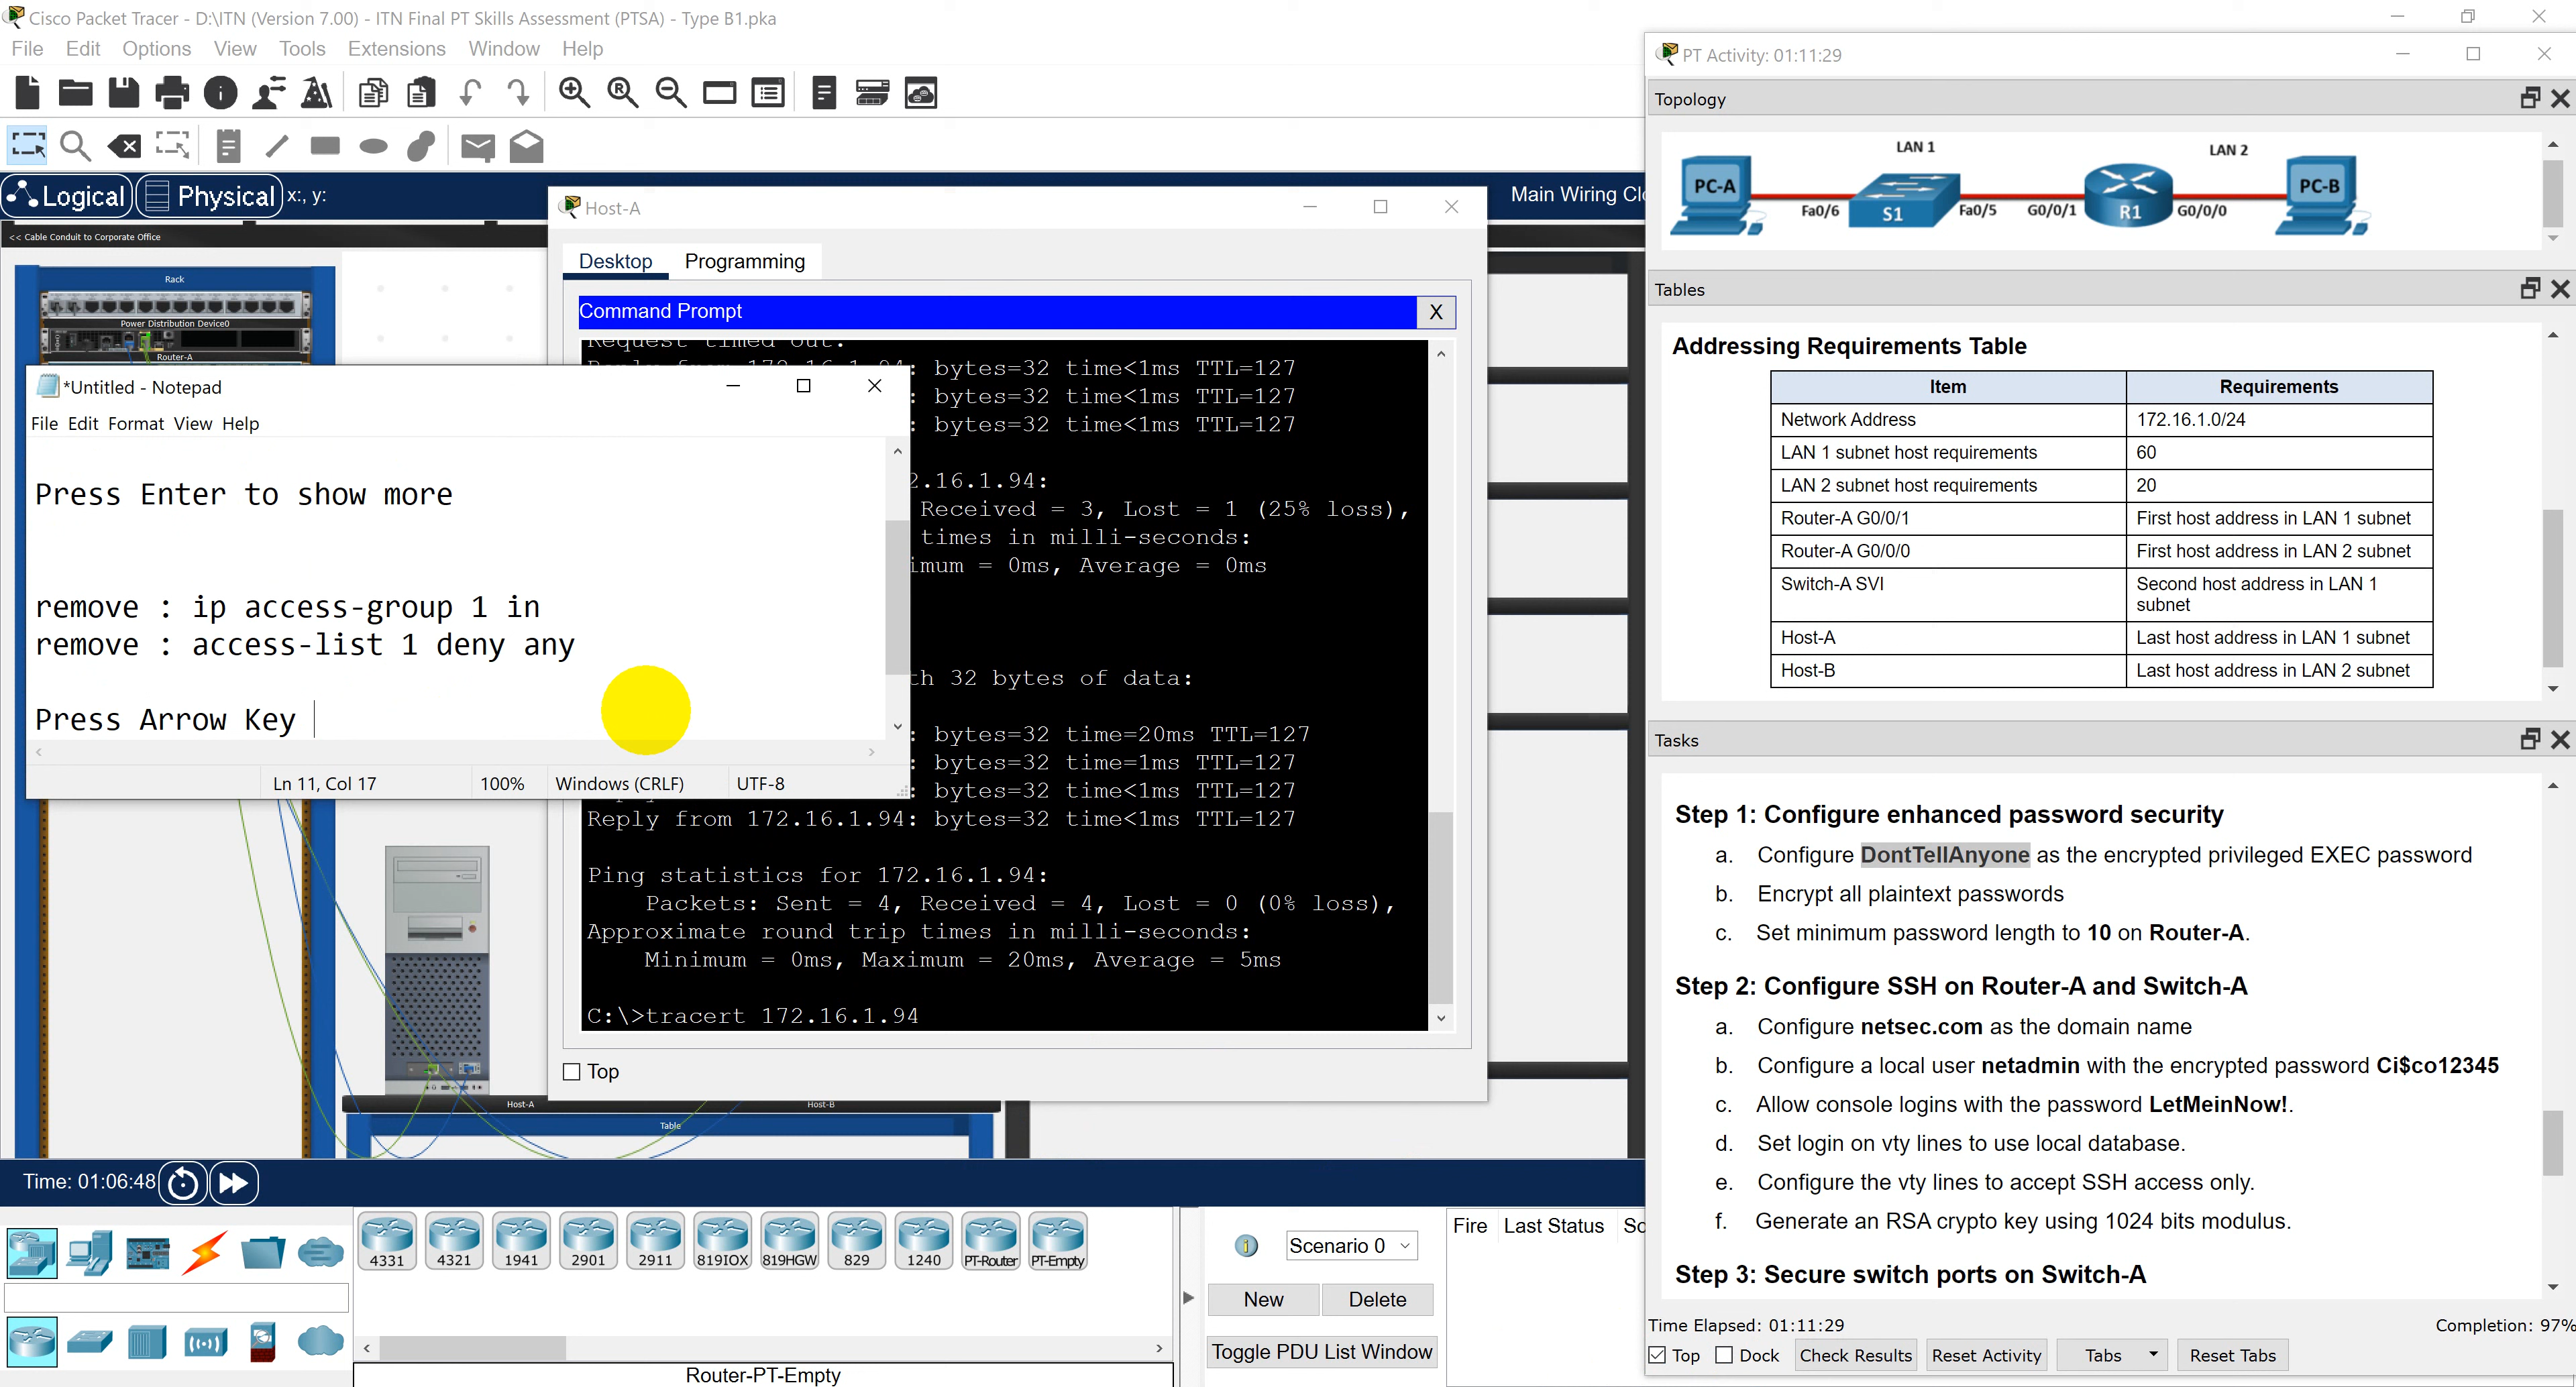 Cisco Packet Tracer - D:\ITN (Version 7.00) - ITN Final PT Skills Assessment (PTSA) - Type B1.pka
File Edit Options View Tools Extensions Window Help
Logical Physical x:, y:
Main Wiring Clo
<< Cable Conduit to Corporate Office
Rack
Power Distribution Device0
Router-A
*Untitled - Notepad
File Edit Format View Help
Press Enter to show more
remove : ip access-group 1 in
remove : access-list 1 deny any
Press Arrow Key
Ln 11, Col 17 100% Windows (CRLF) UTF-8
Host-A
Desktop Programming
Command Prompt X
Request timed out.
: bytes=32 time<1ms TTL=127
: bytes=32 time<1ms TTL=127
: bytes=32 time<1ms TTL=127
2.16.1.94:
Received = 3, Lost = 1 (25% loss),
times in milli-seconds:
imum = 0ms, Average = 0ms
th 32 bytes of data:
: bytes=32 time=20ms TTL=127
: bytes=32 time=1ms TTL=127
: bytes=32 time<1ms TTL=127
Reply from 172.16.1.94: bytes=32 time<1ms TTL=127
Ping statistics for 172.16.1.94:
Packets: Sent = 4, Received = 4, Lost = 0 (0% loss),
Approximate round trip times in milli-seconds:
Minimum = 0ms, Maximum = 20ms, Average = 5ms
C:\>tracert 172.16.1.94
Top
Host-A Host-B
Table
Time: 01:06:48
4331 4321 1941 2901 2911 819IOX 819HGW 829 1240 PT-Router PT-Empty
Router-PT-Empty
Scenario 0
New Delete
Toggle PDU List Window
Fire Last Status So
PT Activity: 01:11:29
Topology
LAN 1 LAN 2
PC-A Fa0/6 S1 Fa0/5 G0/0/1 R1 G0/0/0 PC-B
Tables
Addressing Requirements Table
Item Requirements
Network Address 172.16.1.0/24
LAN 1 subnet host requirements 60
LAN 2 subnet host requirements 20
Router-A G0/0/1 First host address in LAN 1 subnet
Router-A G0/0/0 First host address in LAN 2 subnet
Switch-A SVI Second host address in LAN 1
subnet
Host-A Last host address in LAN 1 subnet
Host-B Last host address in LAN 2 subnet
Tasks
Step 1: Configure enhanced password security
a. Configure DontTellAnyone as the encrypted privileged EXEC password
b. Encrypt all plaintext passwords
c. Set minimum password length to 10 on Router-A.
Step 2: Configure SSH on Router-A and Switch-A
a. Configure netsec.com as the domain name
b. Configure a local user netadmin with the encrypted password Ci$co12345
c. Allow console logins with the password LetMeinNow!.
d. Set login on vty lines to use local database.
e. Configure the vty lines to accept SSH access only.
f. Generate an RSA crypto key using 1024 bits modulus.
Step 3: Secure switch ports on Switch-A
Time Elapsed: 01:11:29 Completion: 97%
Top Dock Check Results Reset Activity Tabs Reset Tabs